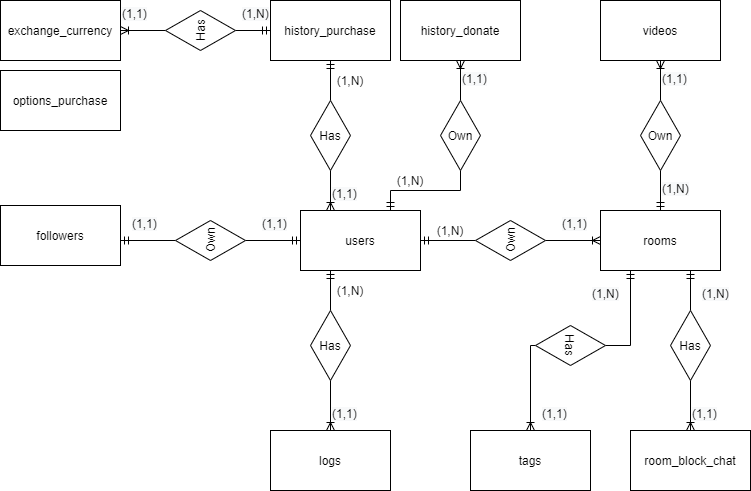 (1,1)
(1,N)
exchange_currency
Has
history_purchase
history_donate
videos
(1,N)
(1,1)
(1,1)
options_purchase
Has
Own
Own
(1,1)
(1,N)
(1,N)
followers
(1,1)
Own
(1,1)
users
(1,N)
Own
(1,1)
rooms
(1,N)
(1,N)
(1,N)
Has
Has
Has
(1,1)
(1,1)
(1,1)
logs
tags
room_block_chat